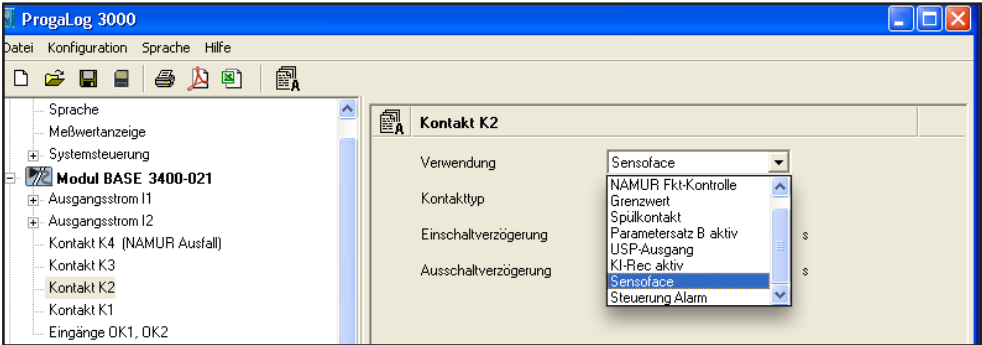 ProgaLog 3000
Datei Konfiguration Sprache Hilfe
Sprache
Meßwertanzeige
Systemsteuerung
Modul BASE 3400-021
Ausgangsstrom I1
Ausgangsstrom I2
Kontakt K4 (NAMUR Ausfall)
Kontakt K3
Kontakt K2
Kontakt K1
Eingänge OK1, OK2
Kontakt K2
Verwendung Sensoface
Kontakttyp
Einschaltverzögerung s
Ausschaltverzögerung s
NAMUR Fkt-Kontrolle
Grenzwert
Spülkontakt
Parametersatz B aktiv
USP-Ausgang
KI-Rec aktiv
Sensoface
Steuerung Alarm